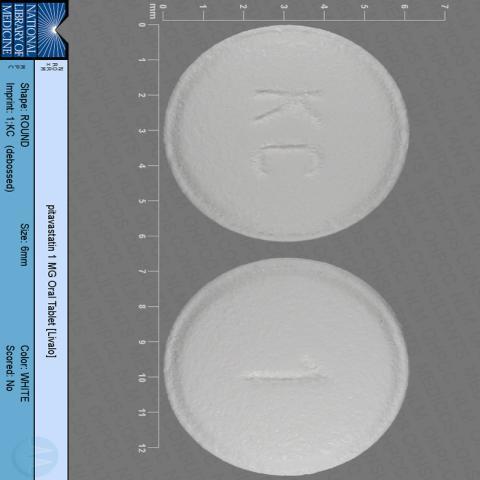 NATIONAL
LIBRARY OF
MEDICINE
pitavastatin 1 MG Oral Tablet [Livalo]
Shape: ROUND Size: 6mm Color: WHITE
Imprint: 1;KC (debossed) Scored: No
mm
0 1 2 3 4 5 6 7
0 1 2 3 4 5 6 7 8 9 10 11 12
KC
1